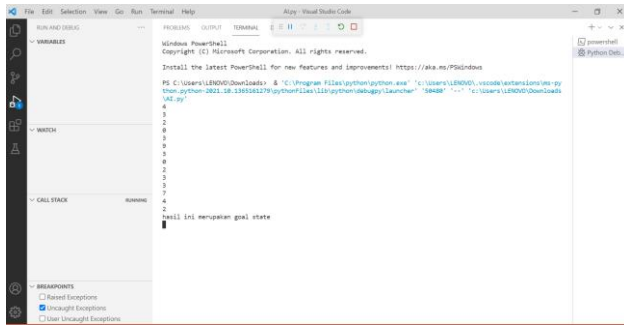 File Edit Selection View Go Run Terminal Help
AI.py - Visual Studio Code
RUN AND DEBUG
PROBLEMS OUTPUT TERMINAL
VARIABLES
WATCH
CALL STACK RUNNING
BREAKPOINTS
Raised Exceptions
Uncaught Exceptions
User Uncaught Exceptions
Windows PowerShell
Copyright (C) Microsoft Corporation. All rights reserved.
Install the latest PowerShell for new features and improvements! https://aka.ms/PSWindows
PS C:\Users\LENOVO\Downloads> & 'C:\Program Files\python\python.exe' 'c:\Users\LENOVO\.vscode\extensions\ms-py
thon.python-2021.10.1365161279\pythonFiles\lib\python\debugpy\launcher' '50480' '--' 'c:\Users\LENOVO\Downloads
\AI.py'
4
3
2
0
3
9
3
0
2
3
3
7
4
2
hasil ini merupakan goal state
powershell
Python Deb...